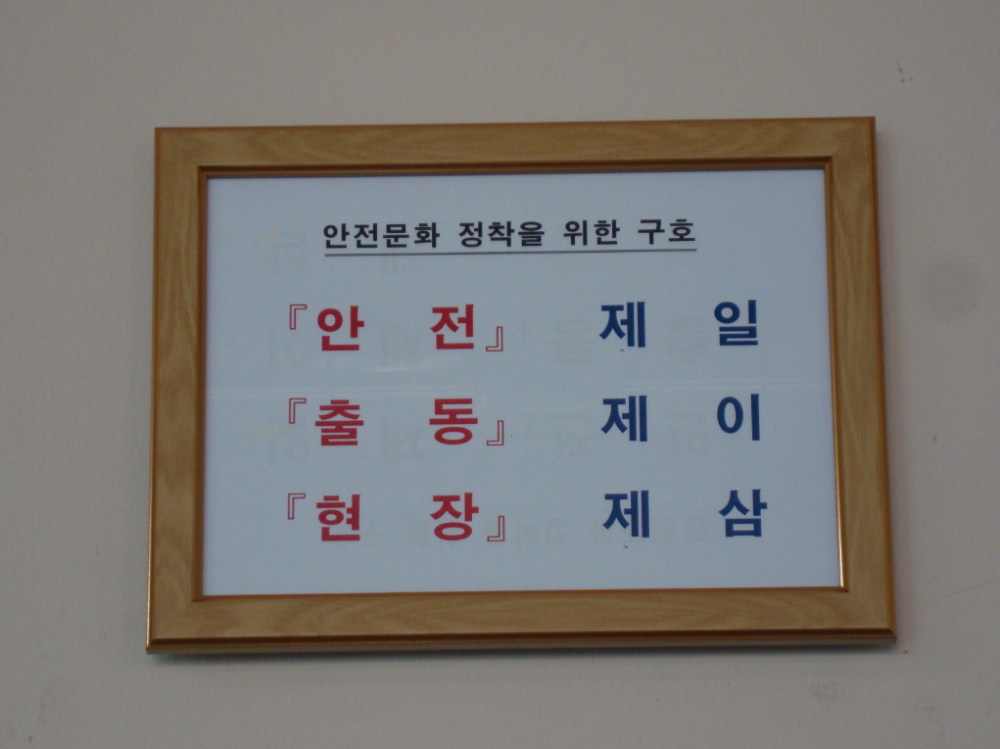 안전문화 정착을 위한 구호
『안 전』 제 일
『출 동』 제 이
『현 장』 제 삼